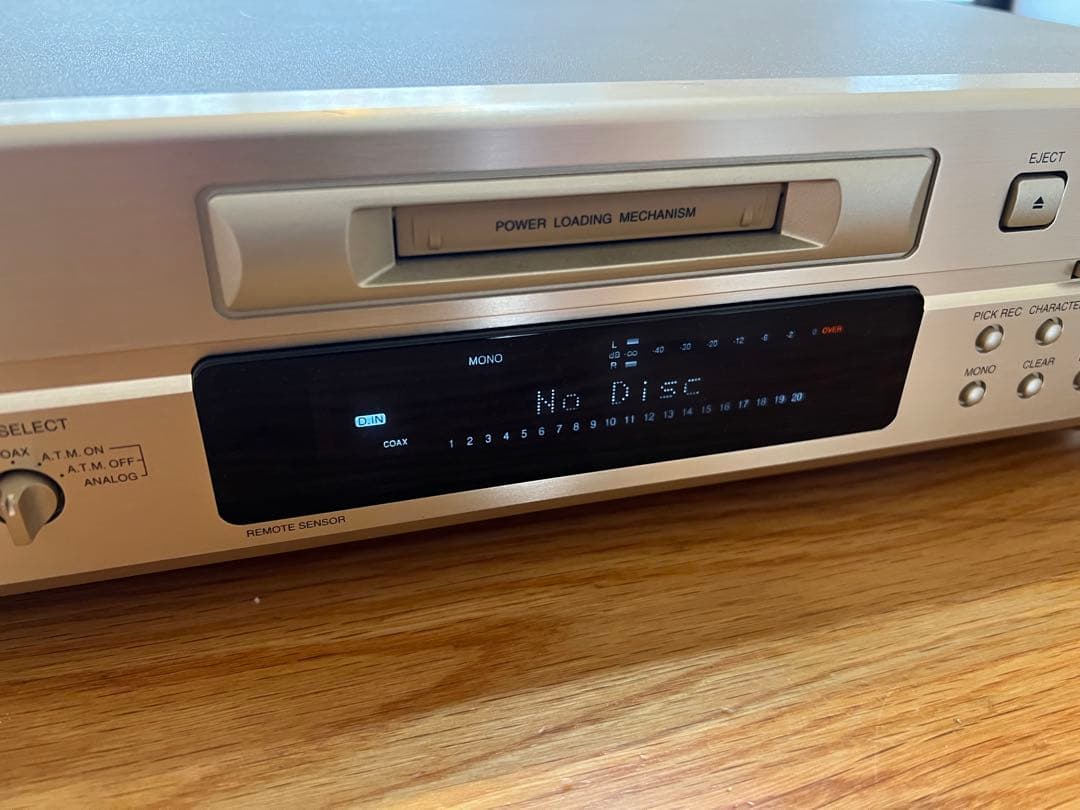 EJECT
POWER LOADING MECHANISM
PICK REC
MONO
CLEAR
MONO
L
dB -∞ -40 -30 -20 -12 -6 -2 0 OVER
R
No Disc
D.IN
COAX
1 2 3 4 5 6 7 8 9 10 11 12 13 14 15 16 17 18 19 20
SELECT
A.T.M. ON
A.T.M. OFF
ANALOG
REMOTE SENSOR